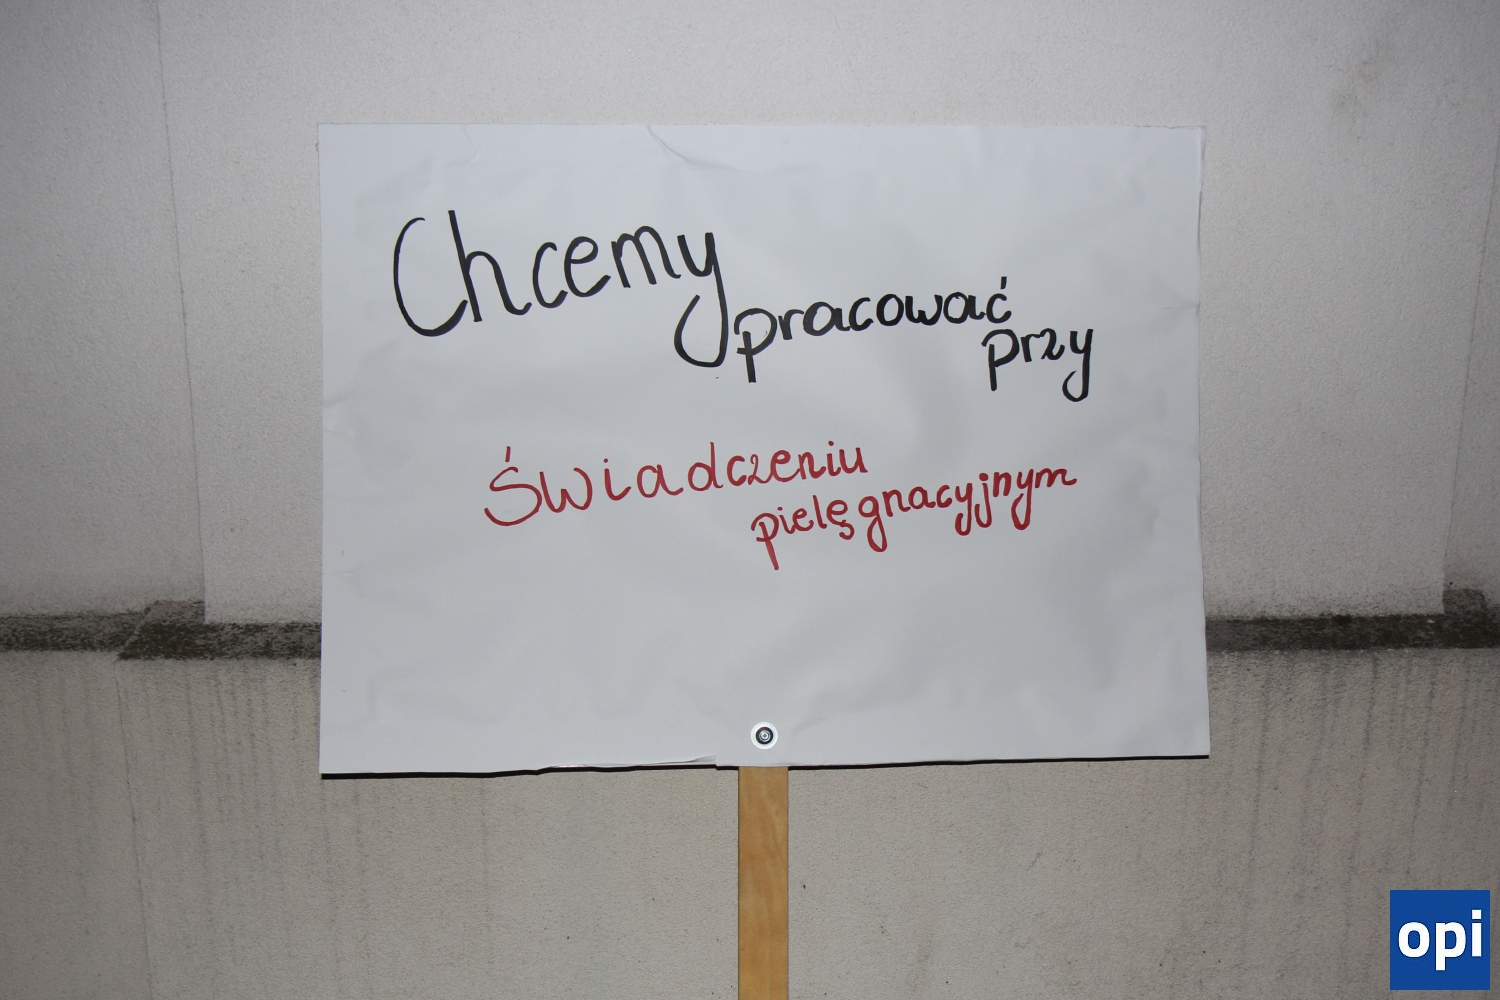 Chcemy
pracować
przy
Świadczeniu
pielęgnacyjnym
opi